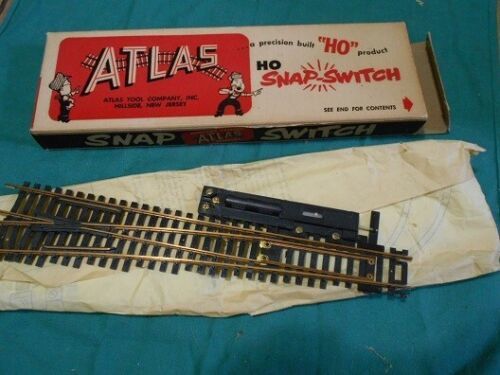 ATLAS
ATLAS TOOL COMPANY, INC.
HILLSIDE, NEW JERSEY
...a precision built "HO" product
HO SNAP-SWITCH
SEE END FOR CONTENTS
SNAP ATLAS SWITCH